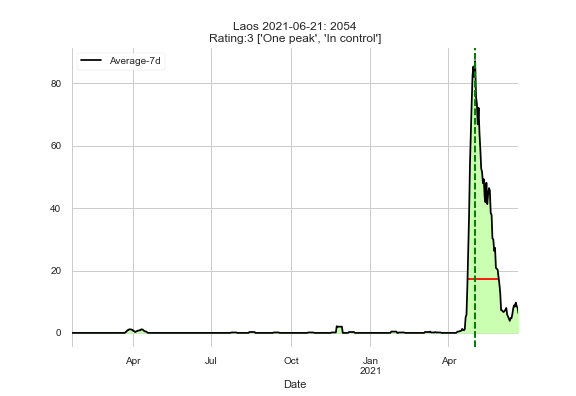 Laos 2021-06-21: 2054
Rating:3 ['One peak', 'In control']
Average-7d
80
60
40
20
0
Apr
Jul
Oct
Jan
2021
Apr
Date